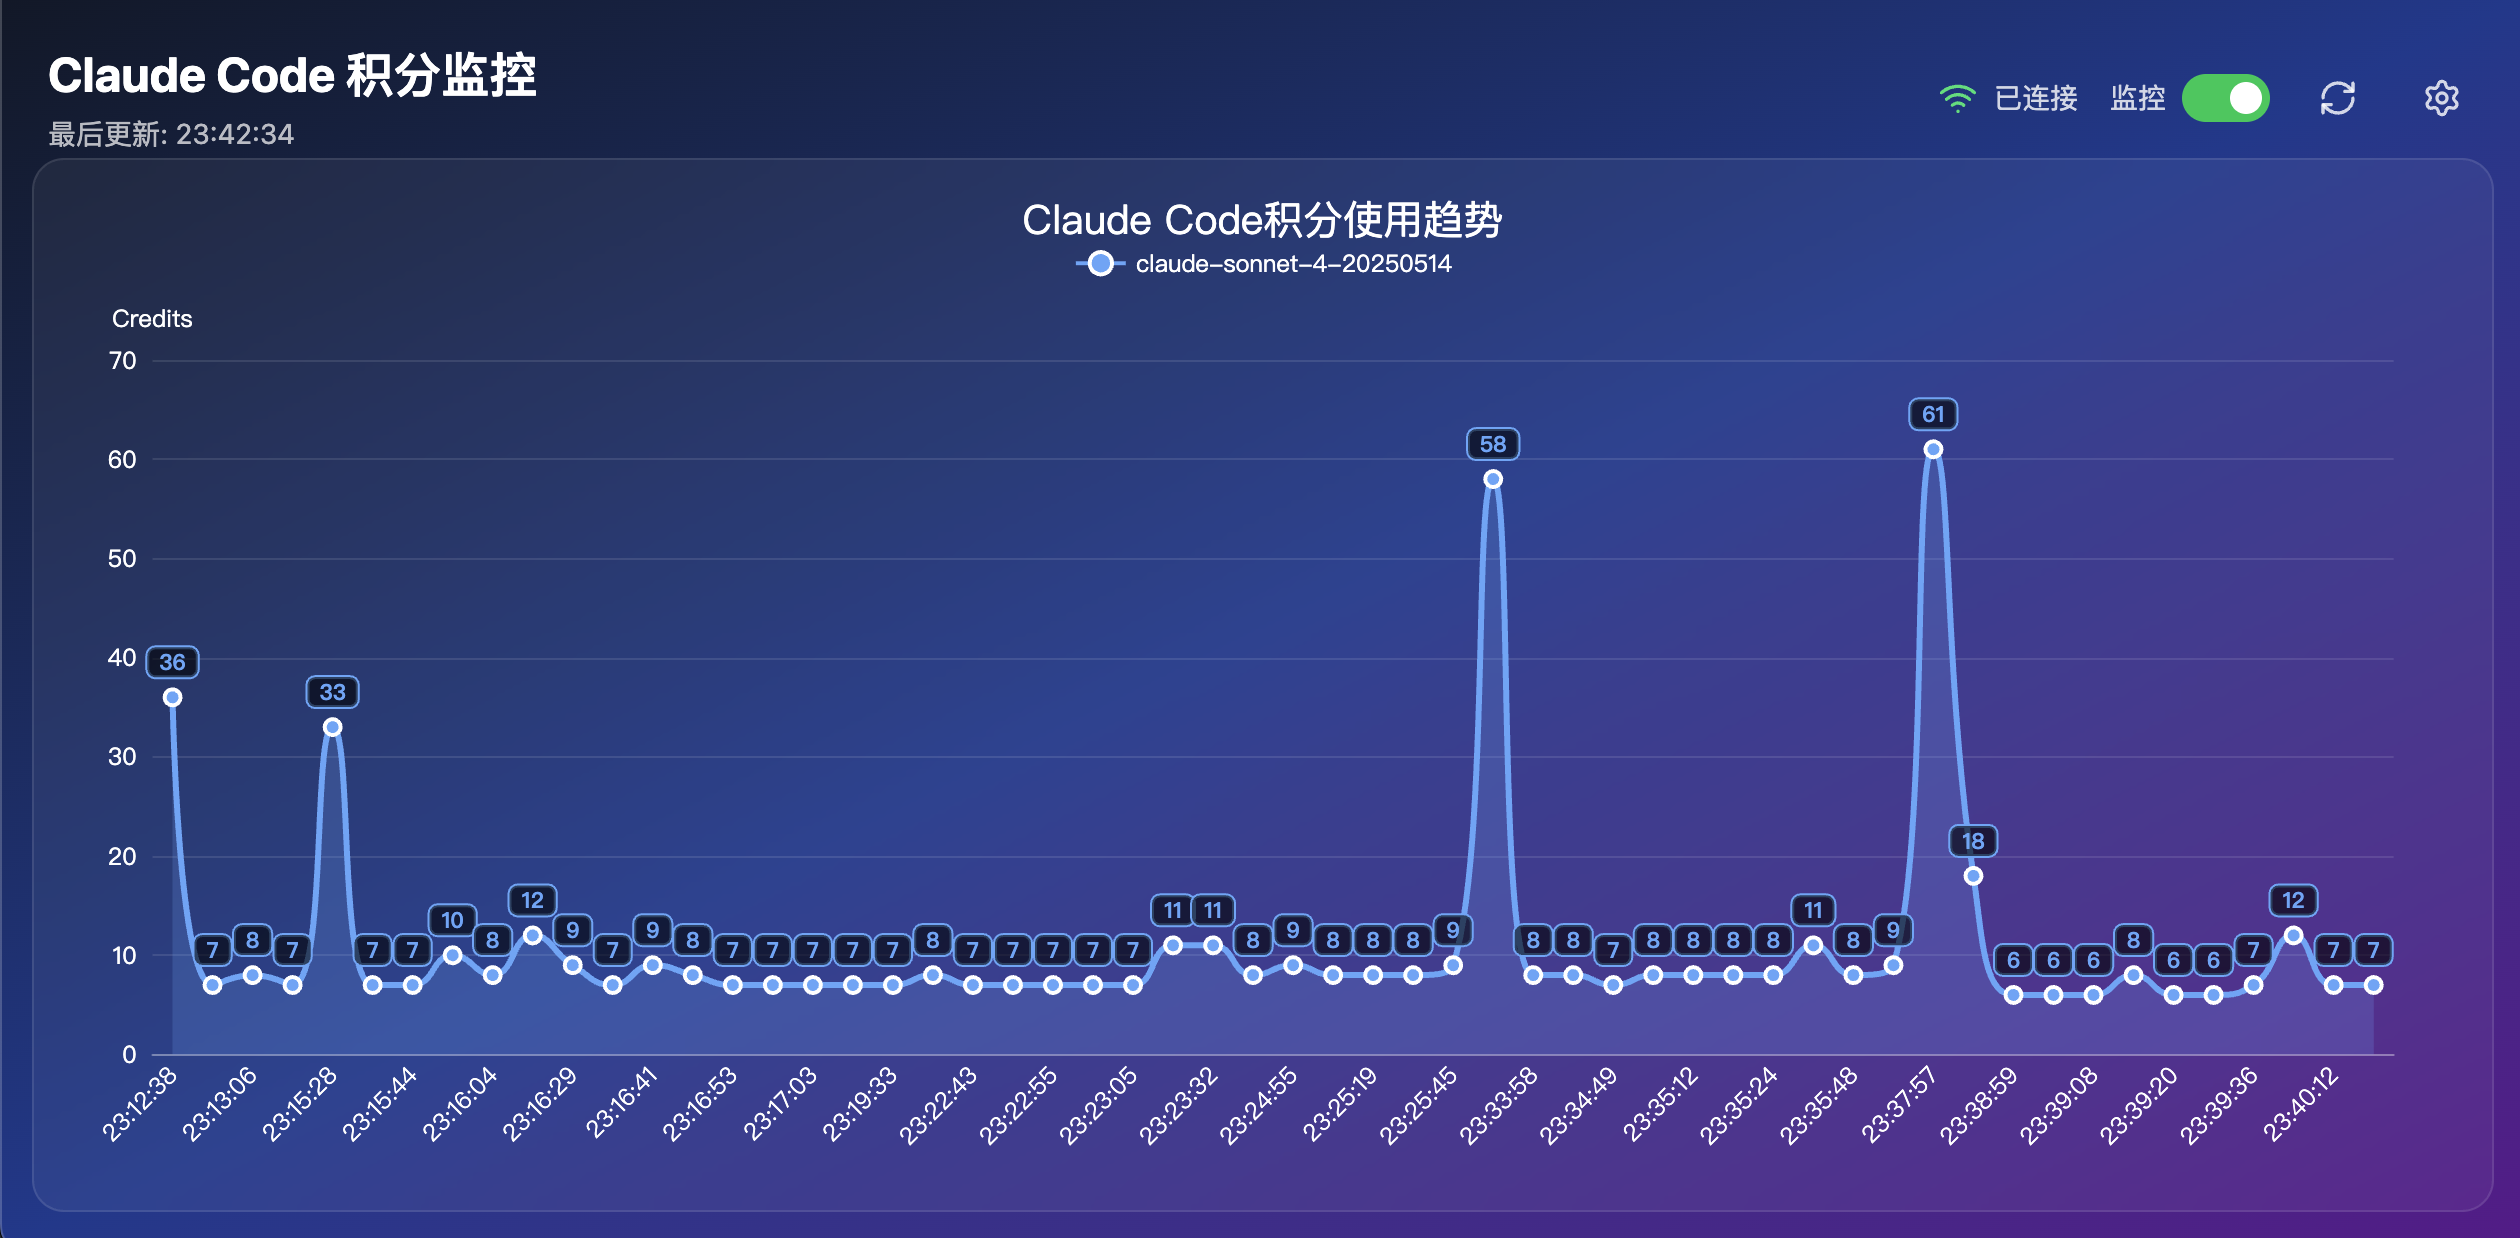 Claude Code 积分监控
最后更新: 23:42:34
已连接 监控
Claude Code积分使用趋势
claude-sonnet-4-20250514
Credits
70
60
50
40
30
20
10
0
36 7 8 7 33 7 7 10 8 12 9 7 9 8 7 7 7 7 7 8 7 7 7 7 7 11 11 8 9 8 8 8 9 58 8 8 7 8 8 8 8 11 8 9 61 18 6 6 6 8 6 6 7 12 7 7
23:12:38 23:13:06 23:15:28 23:15:44 23:16:04 23:16:29 23:16:41 23:16:53 23:17:03 23:19:33 23:22:43 23:22:55 23:23:05 23:23:32 23:24:55 23:25:19 23:25:45 23:33:58 23:34:49 23:35:12 23:35:24 23:35:48 23:37:57 23:38:59 23:39:08 23:39:20 23:39:36 23:40:12